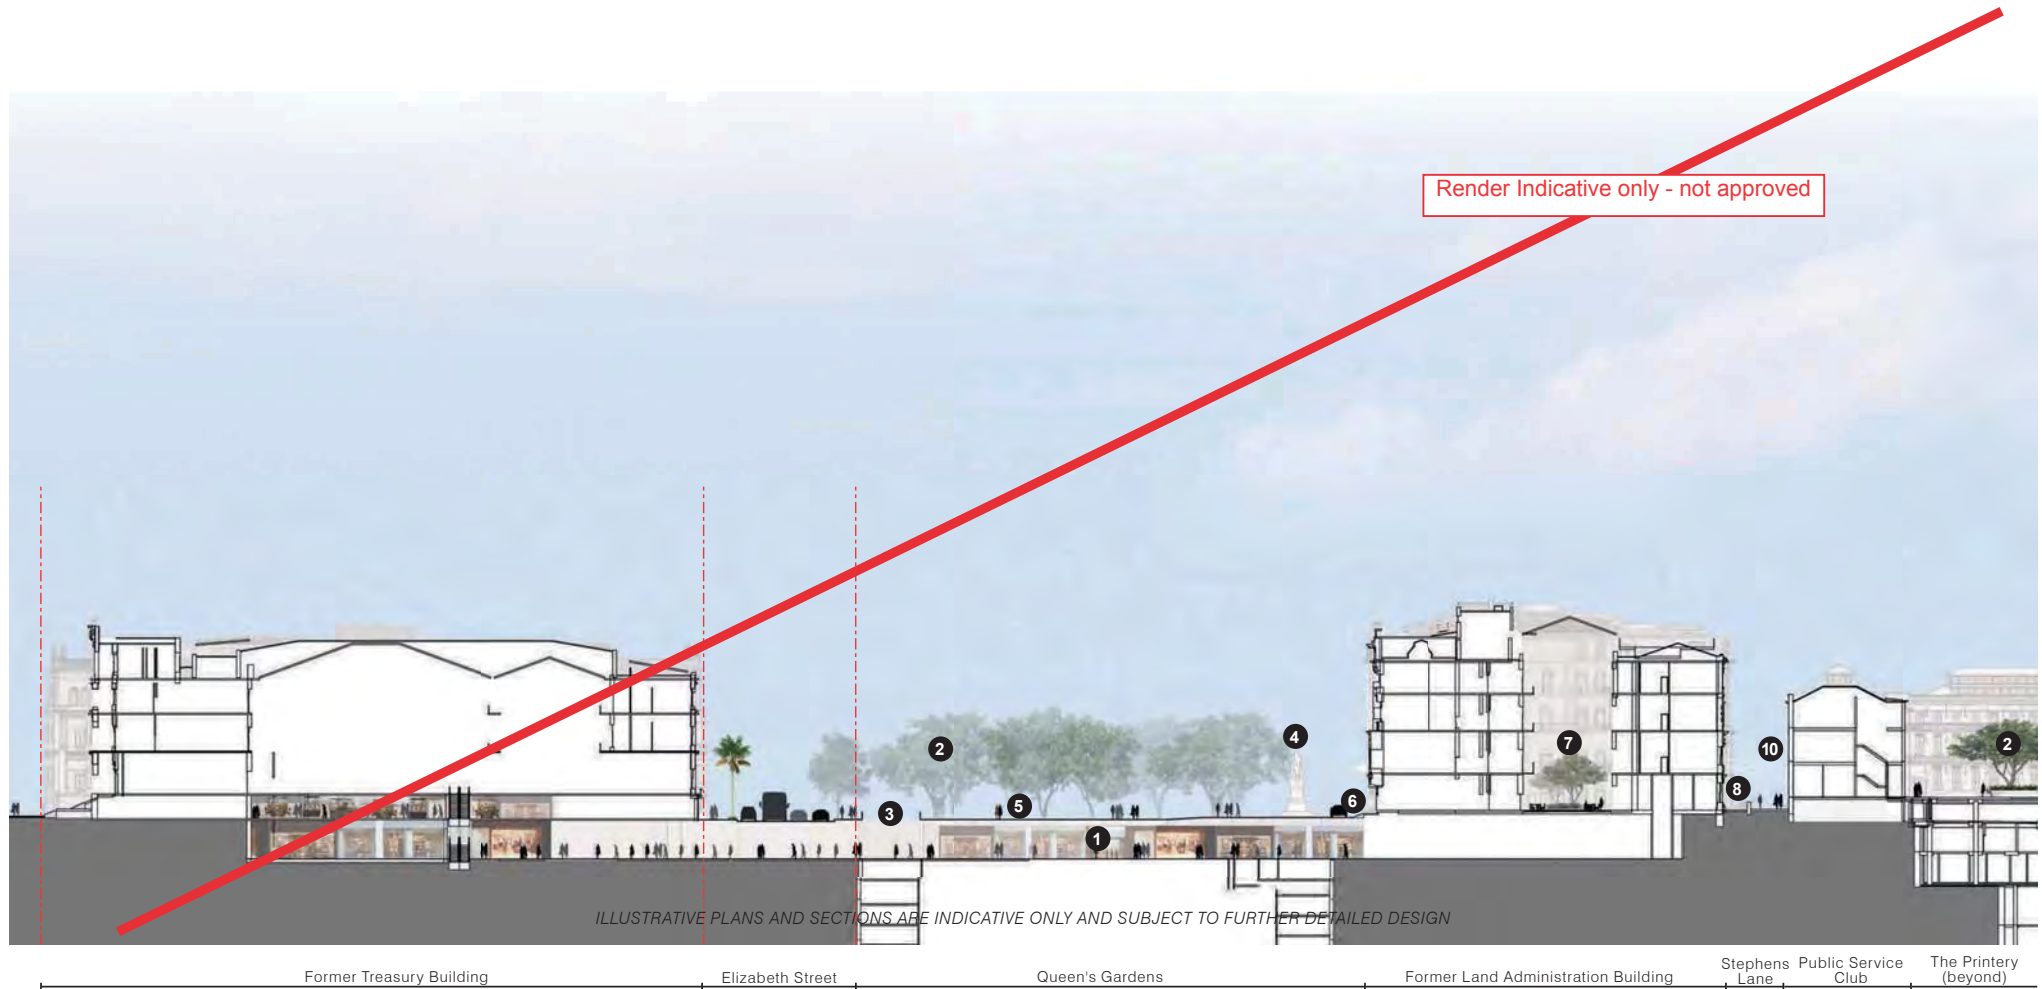 Render Indicative only - not approved
4
2
7
10
2
3
5
6
8
1
ILLUSTRATIVE PLANS AND SECTIONS ARE INDICATIVE ONLY AND SUBJECT TO FURTHER DETAILED DESIGN
Former Treasury Building
Elizabeth Street
Queen's Gardens
Former Land Administration Building
Stephens
Lane
Public Service
Club
The Printery
(beyond)